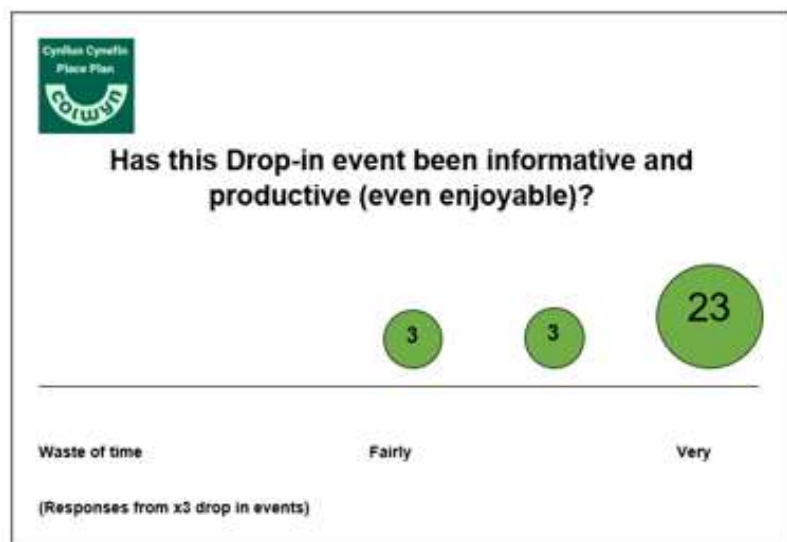 Cynllun Cynefin
Place Plan
colwyn
Has this Drop-in event been informative and
productive (even enjoyable)?
3
3
23
Waste of time
Fairly
Very
(Responses from x3 drop in events)